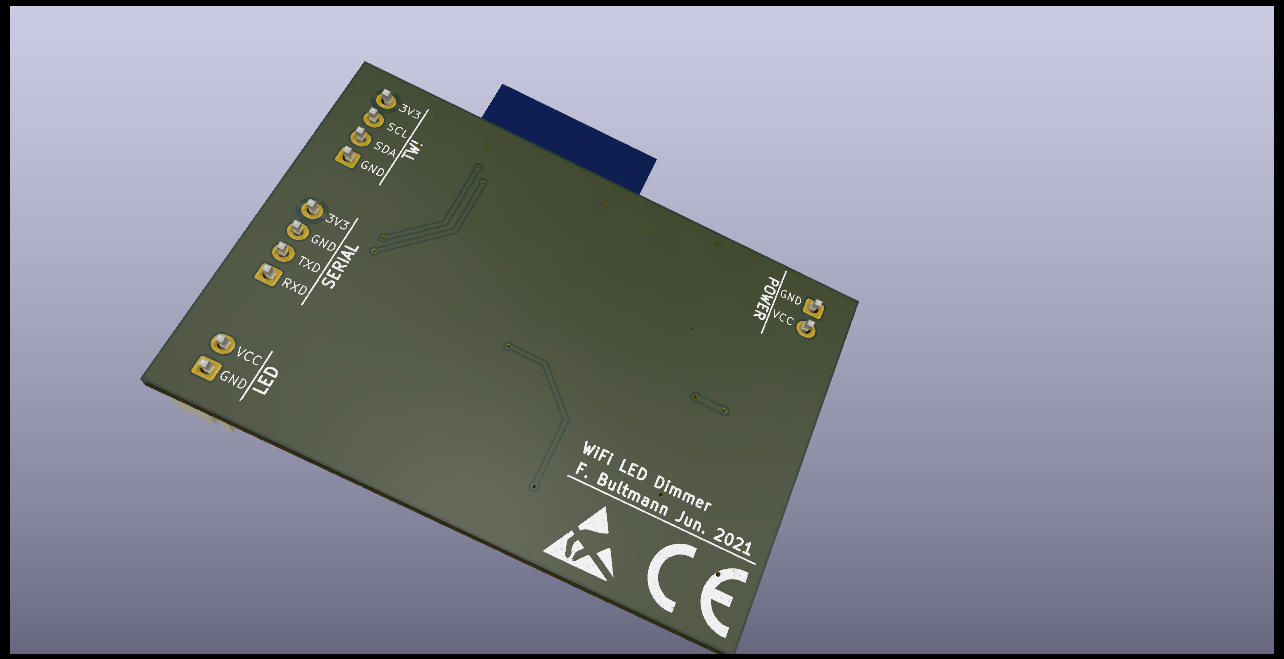 3V3
SCL
SDA
GND
TWI
3V3
GND
TXD
RXD
SERIAL
VCC
GND
LED
GND
VCC
POWER
WiFi LED Dimmer
F. Bultmann Jun. 2021
CE